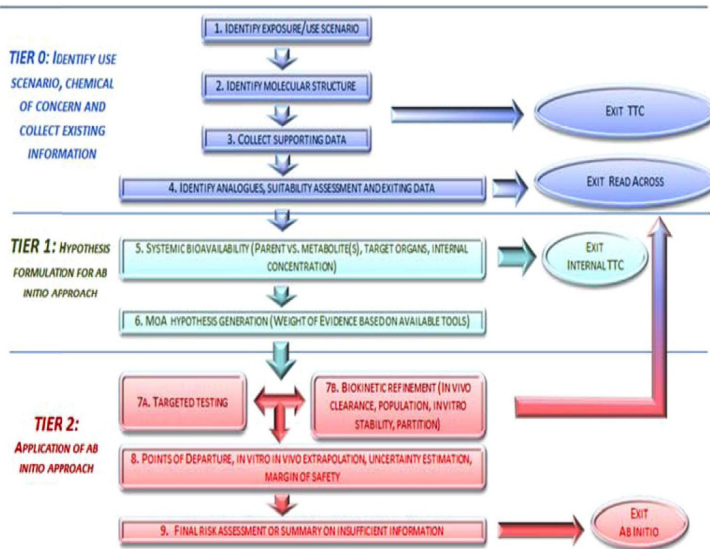 1. IDENTIFY EXPOSURE/USE SCENARIO
TIER 0: IDENTIFY USE
SCENARIO, CHEMICAL
OF CONCERN AND
COLLECT EXISTING
INFORMATION
2. IDENTIFY MOLECULAR STRUCTURE
EXIT TTC
3. COLLECT SUPPORTING DATA
4. IDENTIFY ANALOGUES, SUITABILITY ASSESSMENT AND EXITING DATA
EXIT READ ACROSS
TIER 1: HYPOTHESIS
FORMULATION FOR AB
INITIO APPROACH
5. SYSTEMIC BIOAVAILABILITY (PARENT VS. METABOLITE(S), TARGET ORGANS, INTERNAL
CONCENTRATION)
EXIT
INTERNAL TTC
6. MOA HYPOTHESIS GENERATION (WEIGHT OF EVIDENCE BASED ON AVAILABLE TOOLS)
TIER 2:
APPLICATION OF AB
INITIO APPROACH
7A. TARGETED TESTING
7B. BIOKINETIC REFINEMENT (IN VIVO
CLEARANCE, POPULATION, IN VITRO
STABILITY, PARTITION)
8. POINTS OF DEPARTURE, IN VITRO IN VIVO EXTRAPOLATION, UNCERTAINTY ESTIMATION,
MARGIN OF SAFETY
9. FINAL RISK ASSESSMENT OR SUMMARY ON INSUFFICIENT INFORMATION
EXIT
AB INITIO